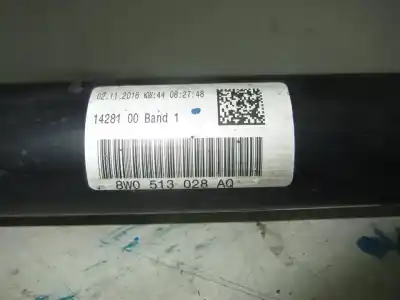 02.11.2016 KW:44 08:27:48
14281 00 Band 1
8W0 513 028 AQ